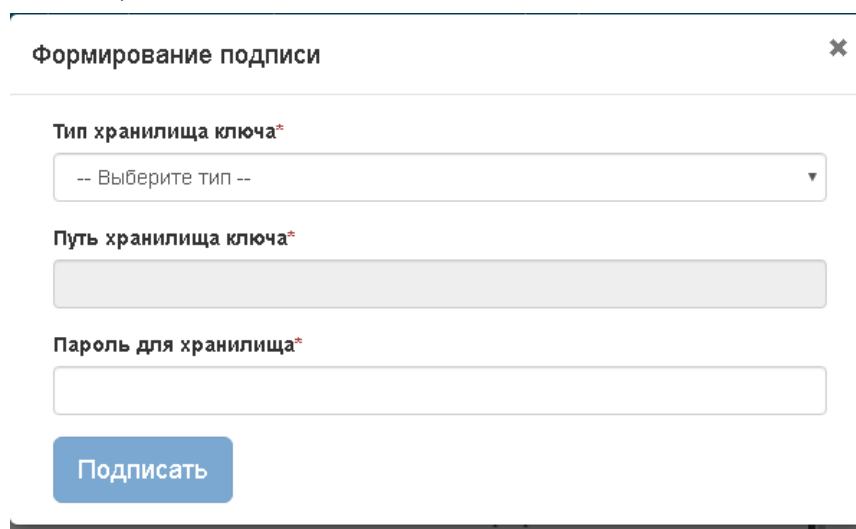 Формирование подписи
Тип хранилища ключа*
-- Выберите тип --
Путь хранилища ключа*
Пароль для хранилища*
Подписать